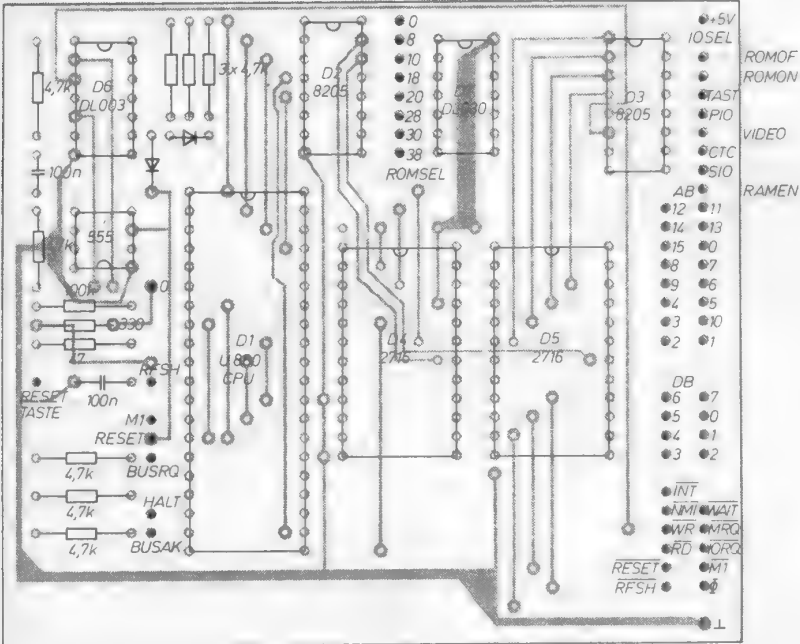 +5V
IOSEL
ROMOF
ROMON
TAST
PIO
VIDEO
CTC
SIO
RAMEN
0
8
10
18
20
28
30
38
ROMSEL
D6
DL003
3x4,7k
4,7k
100n
D2
8205
D3
8205
555
0
330
RFSH
RESET
TASTE
100n
M1
RESET
BUSRQ
4,7k
HALT
4,7k
BUSAK
4,7k
D1
U 880
CPU
D4
2716
D5
2716
AB
12 11
14 13
15 0
8 7
9 6
4 5
3 10
2 1
DB
6 7
5 0
4 1
3 2
INT
NMI WAIT
WR MRQ
RD IORQ
RESET M1
RFSH Φ
⊥